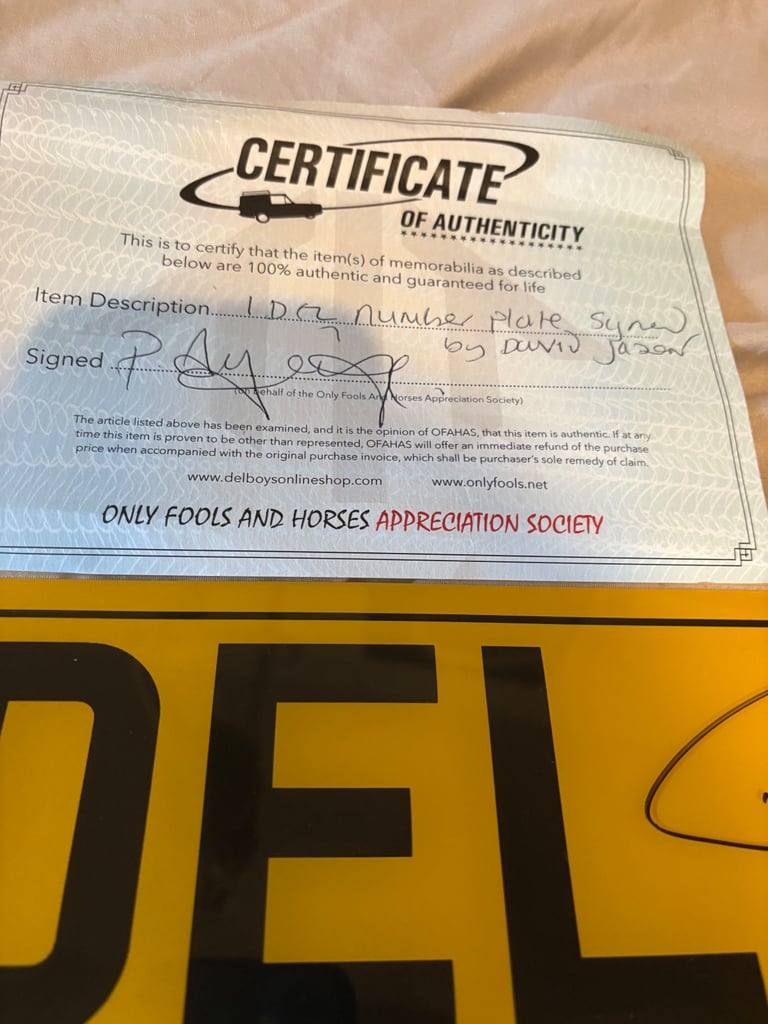 CERTIFICATE
OF AUTHENTICITY
This is to certify that the item(s) of memorabilia as described
below are 100% authentic and guaranteed for life
Item Description.... 1 DEL number plate syned
by DAVID JASON
Signed
(on behalf of the Only Fools And Horses Appreciation Society)
The article listed above has been examined, and it is the opinion of OFAHAS, that this item is authentic. If at any
time this item is proven to be other than represented, OFAHAS will offer an immediate refund of the purchase
price when accompanied with the original purchase invoice, which shall be purchaser's sole remedy of claim.
www.delboysonlineshop.com www.onlyfools.net
ONLY FOOLS AND HORSES APPRECIATION SOCIETY
DEL